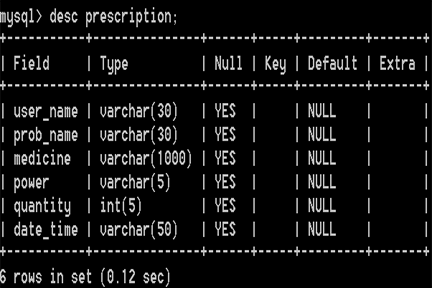 mysql> desc prescription;
+-----------+---------------+------+-----+---------+-------+
| Field | Type | Null | Key | Default | Extra |
+-----------+---------------+------+-----+---------+-------+
| user_name | varchar(30) | YES | | NULL | |
| prob_name | varchar(30) | YES | | NULL | |
| medicine | varchar(1000) | YES | | NULL | |
| power | varchar(5) | YES | | NULL | |
| quantity | int(5) | YES | | NULL | |
| date_time | varchar(50) | YES | | NULL | |
+-----------+---------------+------+-----+---------+-------+
6 rows in set (0.12 sec)